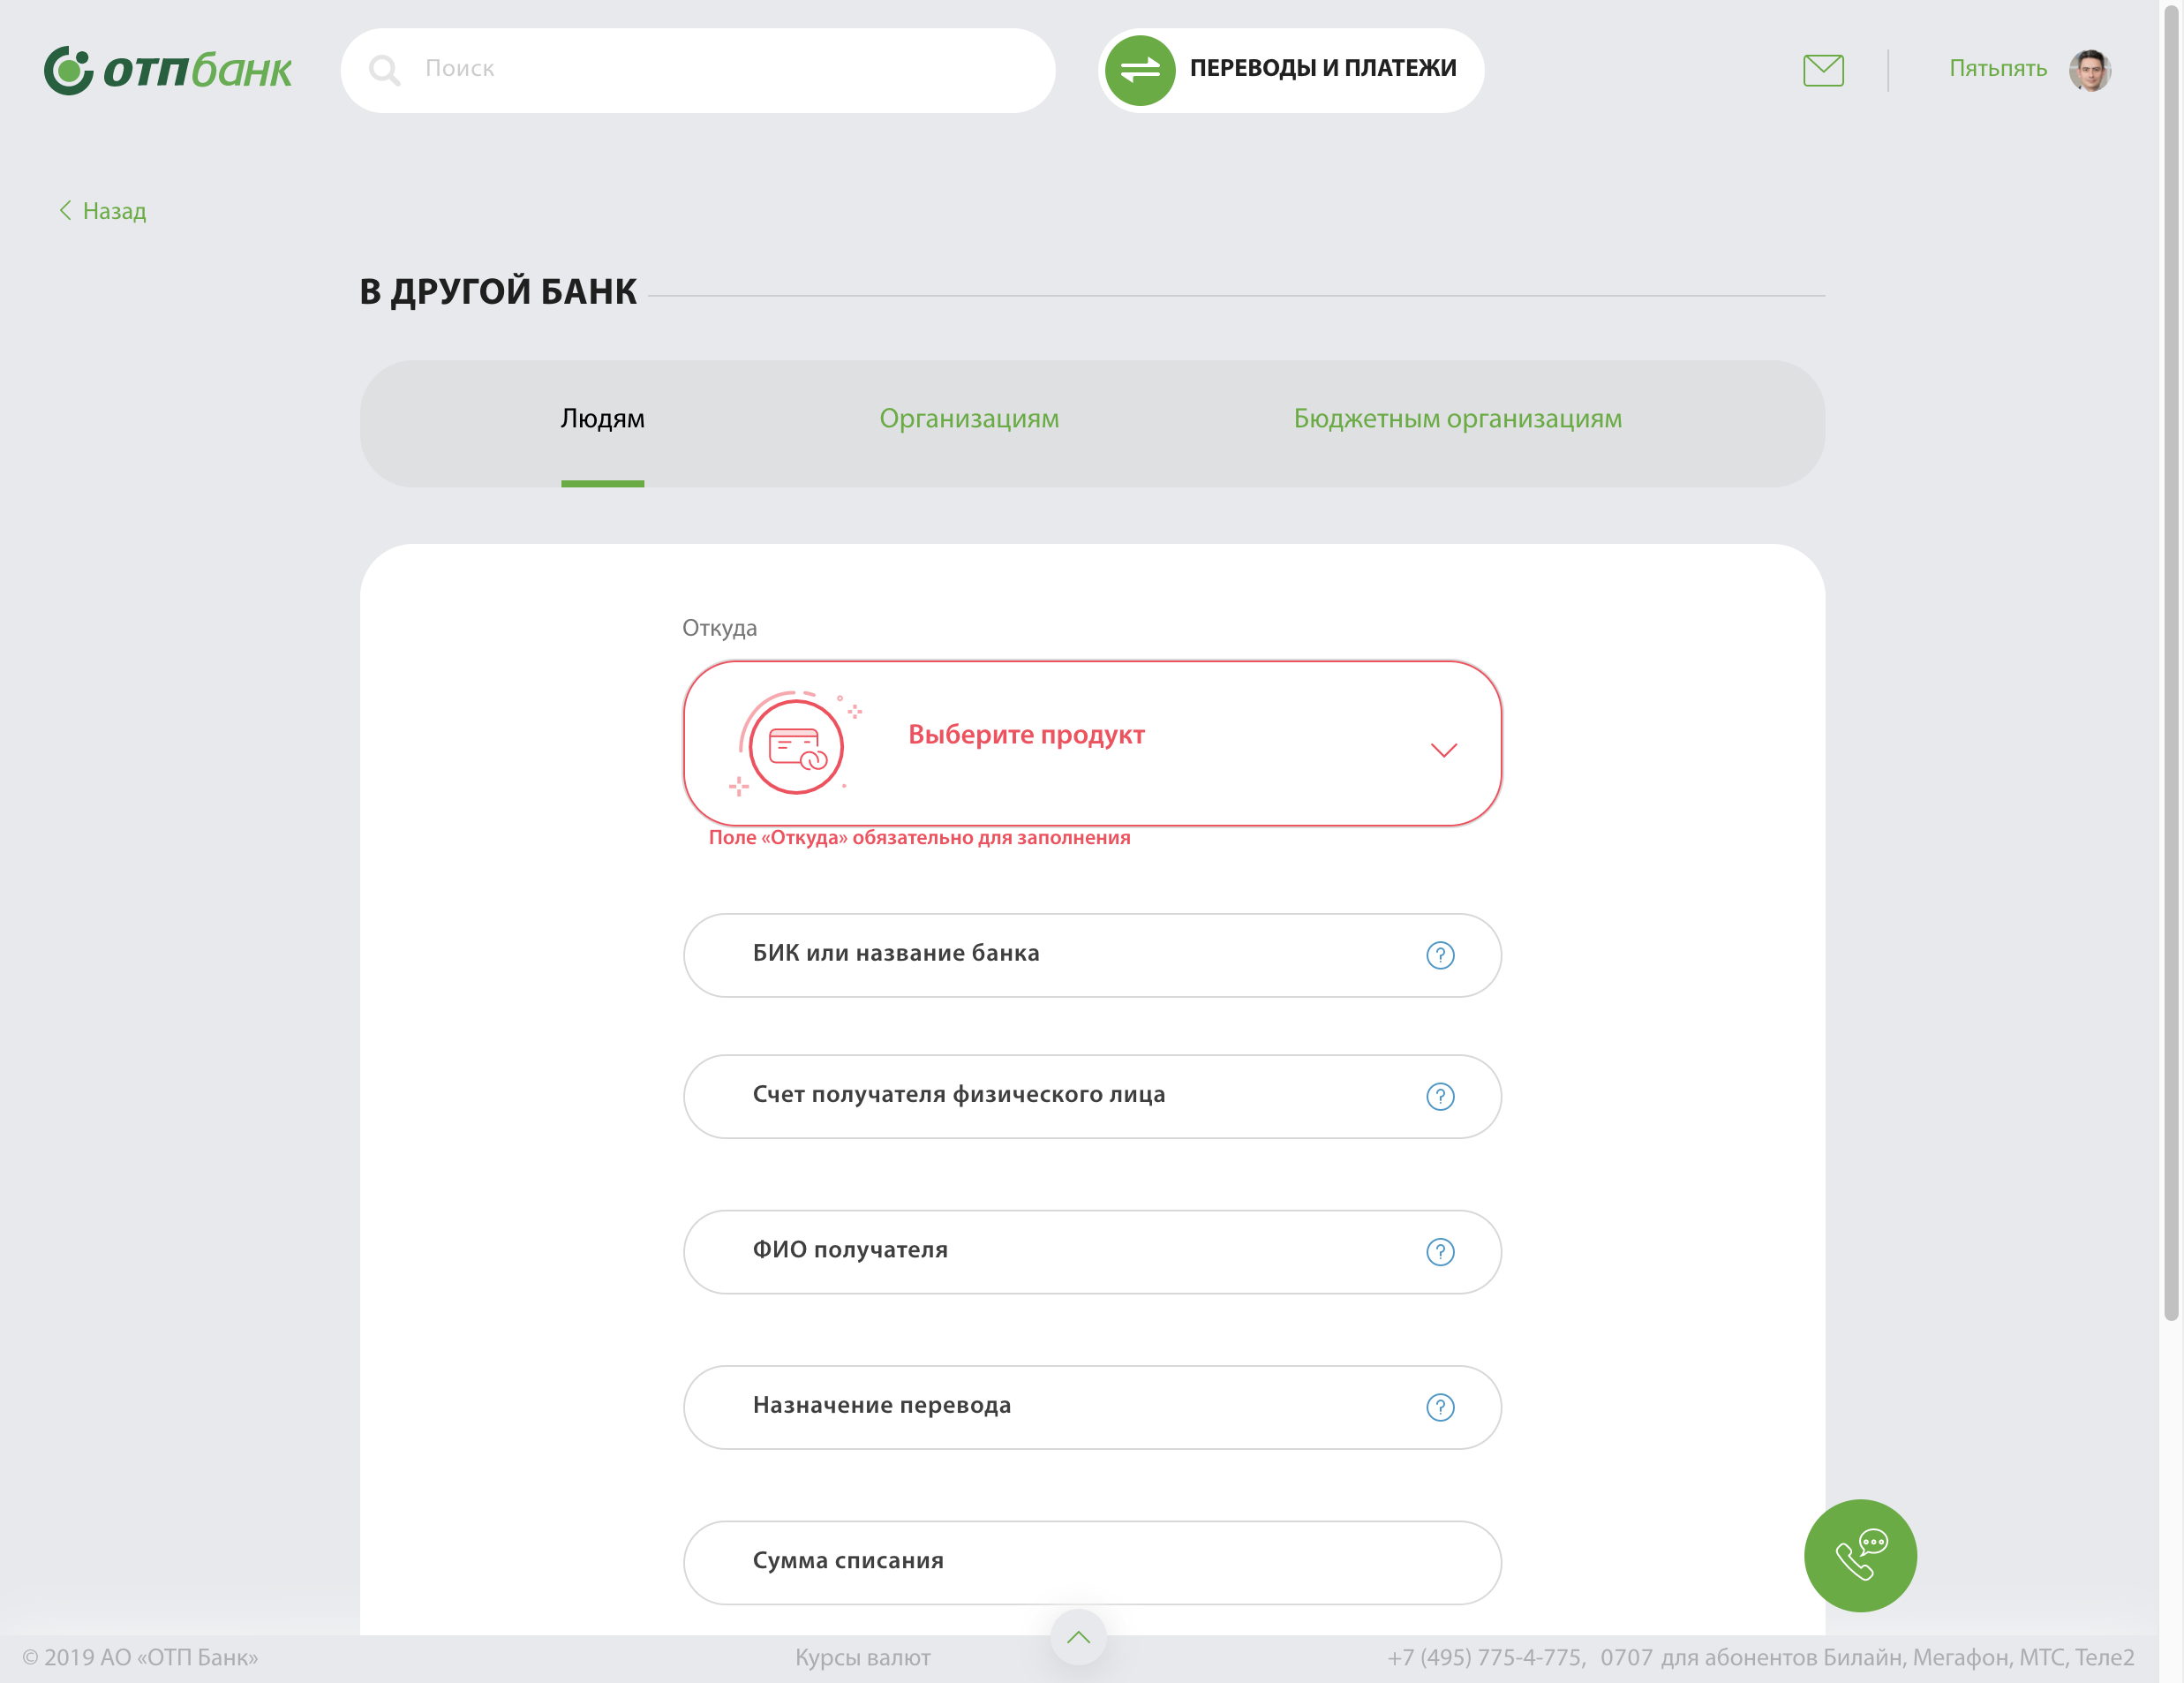 отпбанк
Поиск
ПЕРЕВОДЫ И ПЛАТЕЖИ
Пятьпять
Назад
В ДРУГОЙ БАНК
Людям
Организациям
Бюджетным организациям
Откуда
Выберите продукт
Поле «Откуда» обязательно для заполнения
БИК или название банка
?
Счет получателя физического лица
?
ФИО получателя
?
Назначение перевода
?
Сумма списания
© 2019 АО «ОТП Банк»
Курсы валют
+7 (495) 775-4-775, 0707 для абонентов Билайн, Мегафон, МТС, Теле2